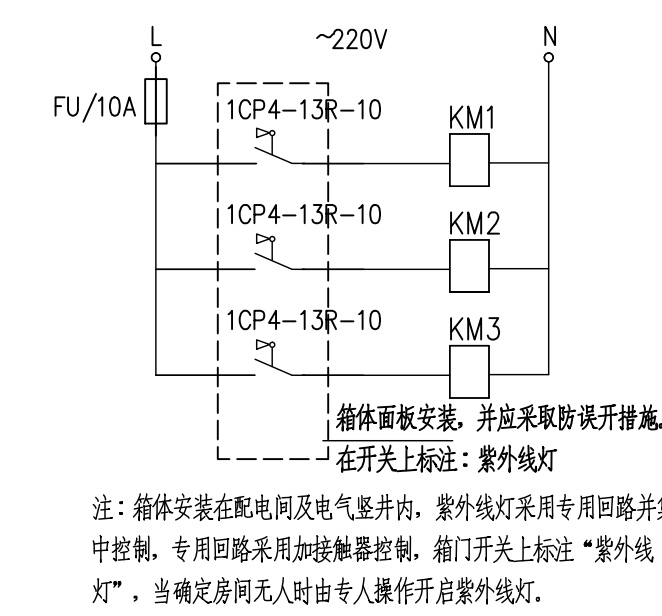 L
~220V
N
FU/10A
1CP4-13R-10
KM1
1CP4-13R-10
KM2
1CP4-13R-10
KM3
箱体面板安装，并应采取防误开措施。
在开关上标注：紫外线灯
注：箱体安装在配电间及电气竖井内，紫外线灯采用专用回路并集
中控制，专用回路采用加接触器控制，箱门开关上标注“紫外线
灯”，当确定房间无人时由专人操作开启紫外线灯.